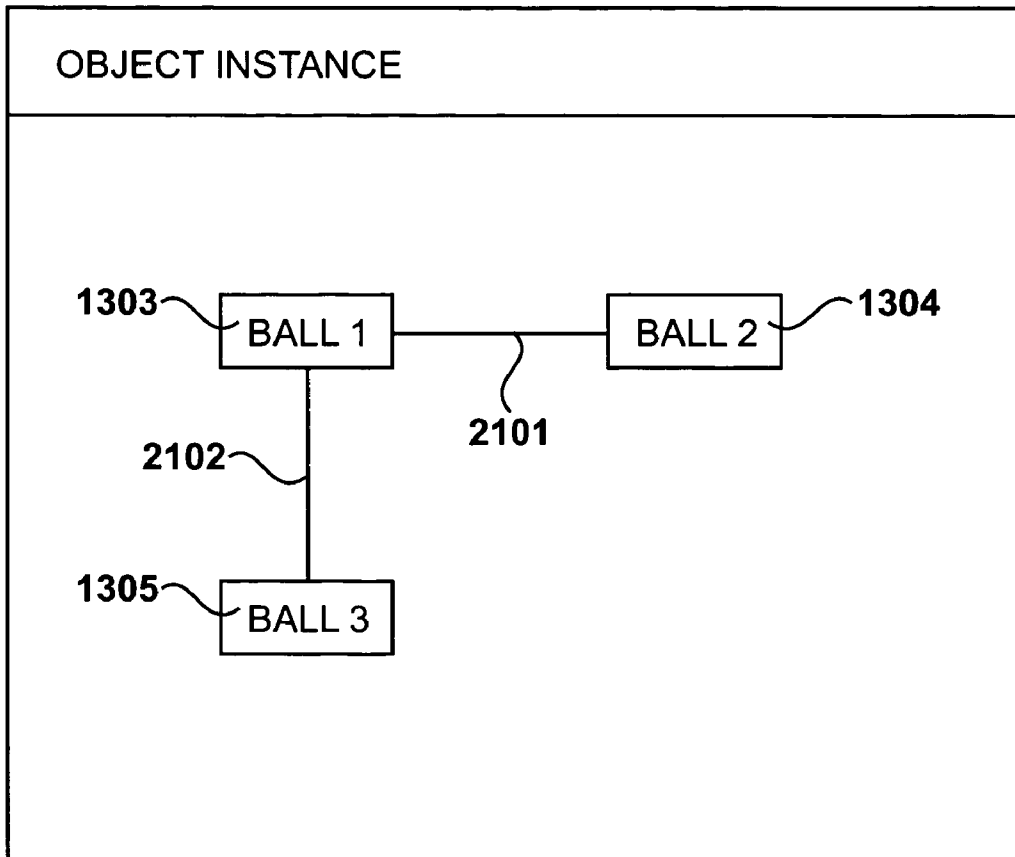 OBJECT INSTANCE
1303 BALL 1 BALL 2 1304
2101
2102
1305 BALL 3